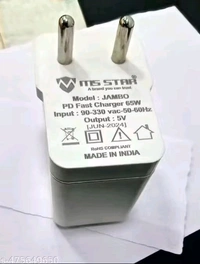 MS STAR
A brand you can trust
Model : JAMBO
PD Fast Charger 65W
Input : 90-330 vac-50-60Hz
Output : 5V
[JUN-2024]
RoHS COMPLIANT
MADE IN INDIA